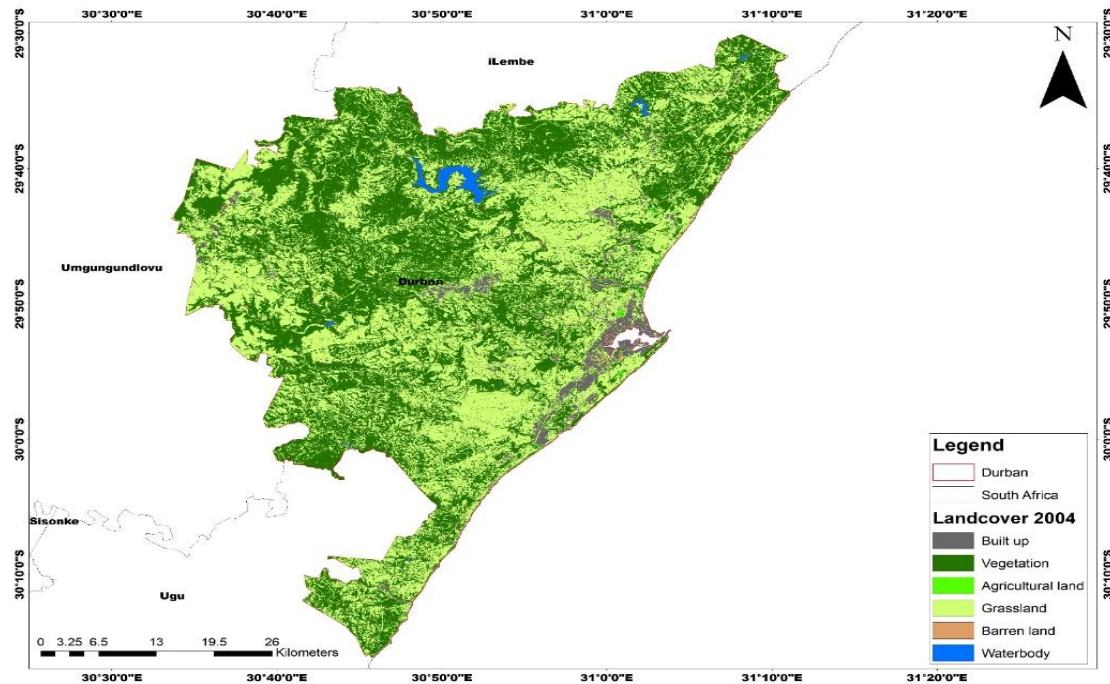 30°30'0"E 30°40'0"E 30°50'0"E 31°0'0"E 31°10'0"E 31°20'0"E
29°30'0"S 29°30'0"S
N
iLembe
29°40'0"S 29°40'0"S
Umgungundlovu
Durban
29°50'0"S 29°50'0"S
30°0'0"S 30°0'0"S
Legend
Durban
South Africa
Landcover 2004
Built up
Vegetation
Agricultural land
Grassland
Barren land
Waterbody
Sisonke
30°10'0"S 30°10'0"S
Ugu
0 3.25 6.5 13 19.5 26
Kilometers
30°30'0"E 30°40'0"E 30°50'0"E 31°0'0"E 31°10'0"E 31°20'0"E